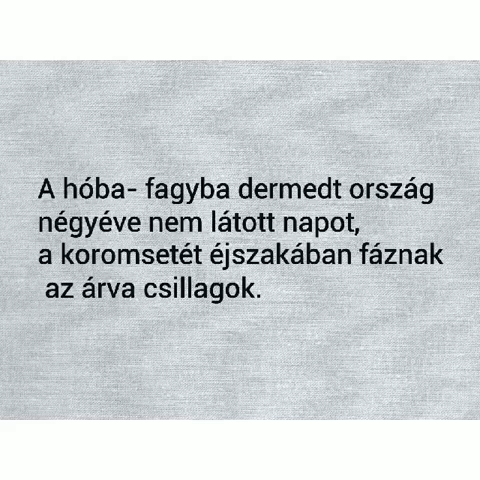 A hóba- fagyba dermedt ország
négyéve nem látott napot,
a koromsetét éjszakában fáznak
az árva csillagok.